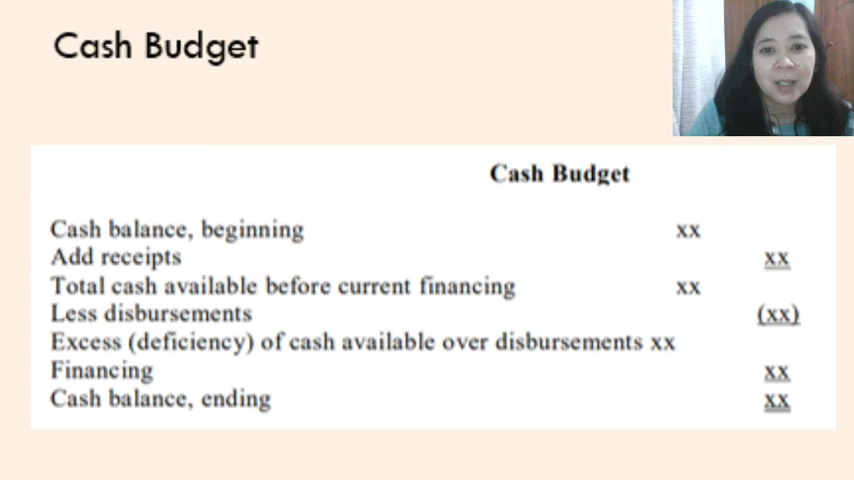 Cash Budget
Cash Budget
Cash balance, beginning xx
Add receipts xx
Total cash available before current financing xx
Less disbursements (xx)
Excess (deficiency) of cash available over disbursements xx
Financing xx
Cash balance, ending xx